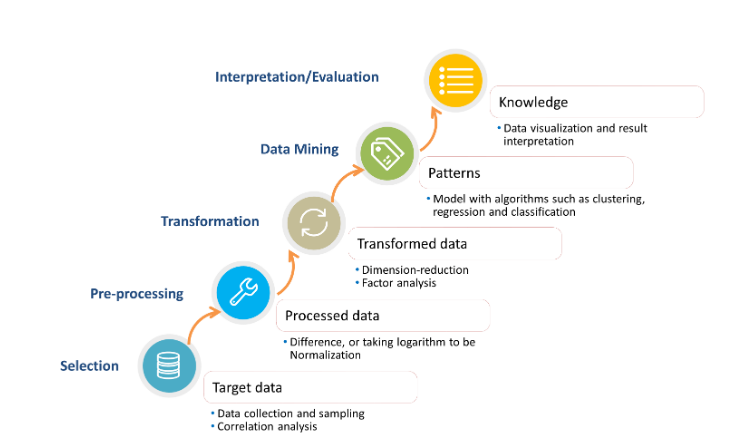 Interpretation/Evaluation
Knowledge
• Data visualization and result
interpretation
Data Mining
Patterns
• Model with algorithms such as clustering,
regression and classification
Transformation
Transformed data
• Dimension-reduction
• Factor analysis
Pre-processing
Processed data
• Difference, or taking logarithm to be
Normalization
Selection
Target data
• Data collection and sampling
• Correlation analysis